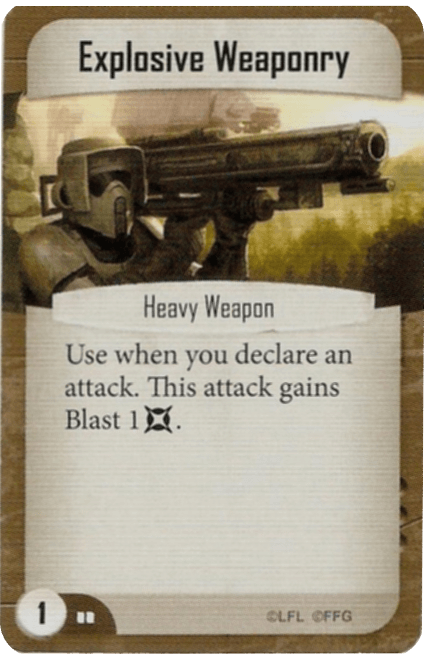 Explosive Weaponry
Heavy Weapon
Use when you declare an
attack. This attack gains
Blast 1.
1
©LFL ©FFG